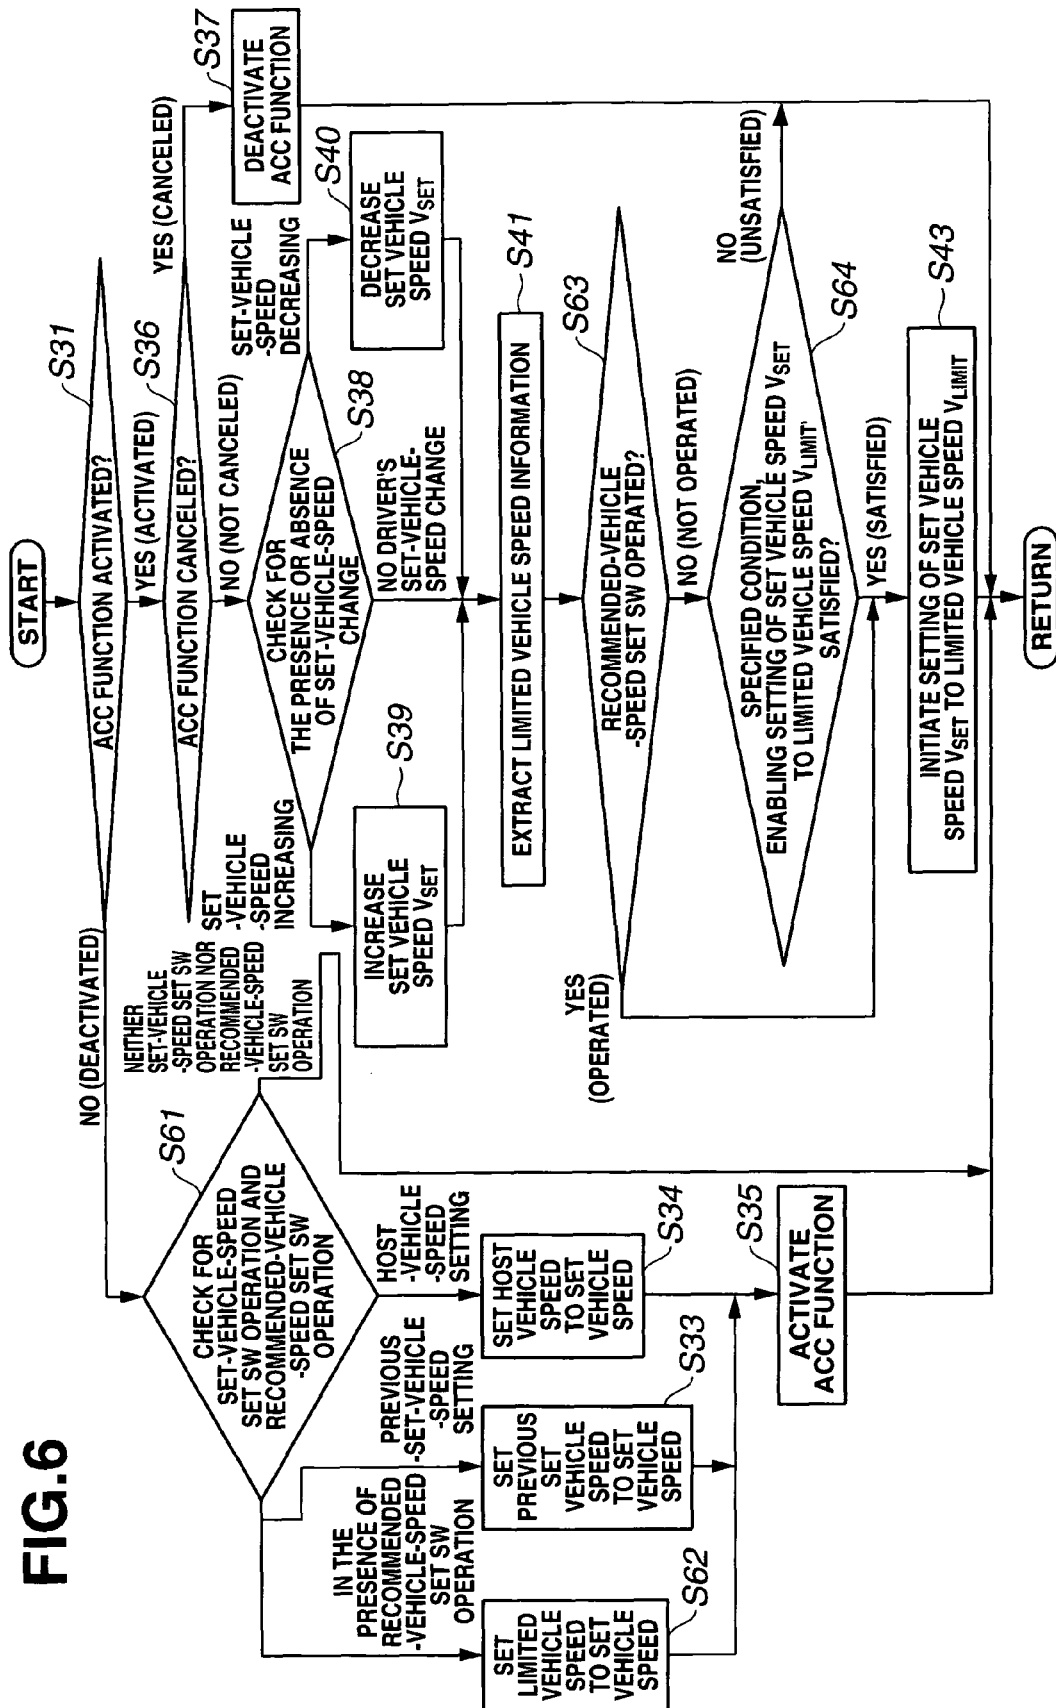 FIG.6
START
ACC FUNCTION ACTIVATED?
S31
NO (DEACTIVATED)
YES (ACTIVATED)
ACC FUNCTION CANCELED?
S36
YES (CANCELED)
DEACTIVATE
ACC FUNCTION
S37
NO (NOT CANCELED)
CHECK FOR
THE PRESENCE OR ABSENCE
OF SET-VEHICLE-SPEED
CHANGE
S38
SET
-VEHICLE
-SPEED
INCREASING
INCREASE
SET VEHICLE
SPEED VSET
S39
SET-VEHICLE
-SPEED
DECREASING
DECREASE
SET VEHICLE
SPEED VSET
S40
NO DRIVER'S
SET-VEHICLE-
SPEED CHANGE
EXTRACT LIMITED VEHICLE SPEED INFORMATION
S41
RECOMMENDED-VEHICLE
-SPEED SET SW OPERATED?
S63
YES
(OPERATED)
NO (NOT OPERATED)
SPECIFIED CONDITION,
ENABLING SETTING OF SET VEHICLE SPEED VSET
TO LIMITED VEHICLE SPEED VLIMIT,
SATISFIED?
S64
NO
(UNSATISFIED)
YES (SATISFIED)
INITIATE SETTING OF SET VEHICLE
SPEED VSET TO LIMITED VEHICLE SPEED VLIMIT
S43
RETURN
CHECK FOR
SET-VEHICLE-SPEED
SET SW OPERATION AND
RECOMMENDED-VEHICLE
-SPEED SET SW
OPERATION
S61
NEITHER
SET-VEHICLE
-SPEED SET SW
OPERATION NOR
RECOMMENDED
-VEHICLE-SPEED
SET SW
OPERATION
IN THE
PRESENCE OF
RECOMMENDED
-VEHICLE-SPEED
SET SW
OPERATION
SET
LIMITED
VEHICLE
SPEED
TO SET
VEHICLE
SPEED
S62
PREVIOUS
-SET-VEHICLE
-SPEED
SETTING
SET
PREVIOUS
SET
VEHICLE
SPEED
TO SET
VEHICLE
SPEED
S33
HOST
-VEHICLE
-SPEED
SETTING
SET HOST
VEHICLE
SPEED
TO SET
VEHICLE
SPEED
S34
ACTIVATE
ACC FUNCTION
S35